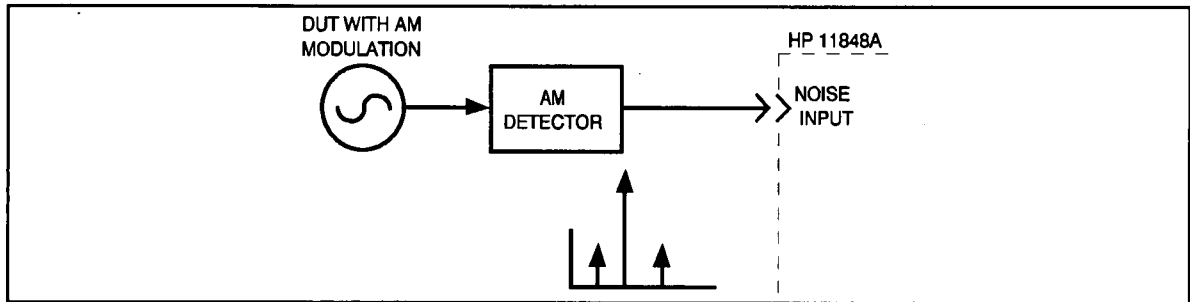 DUT WITH AM
MODULATION
AM
DETECTOR
HP 11848A
NOISE
INPUT